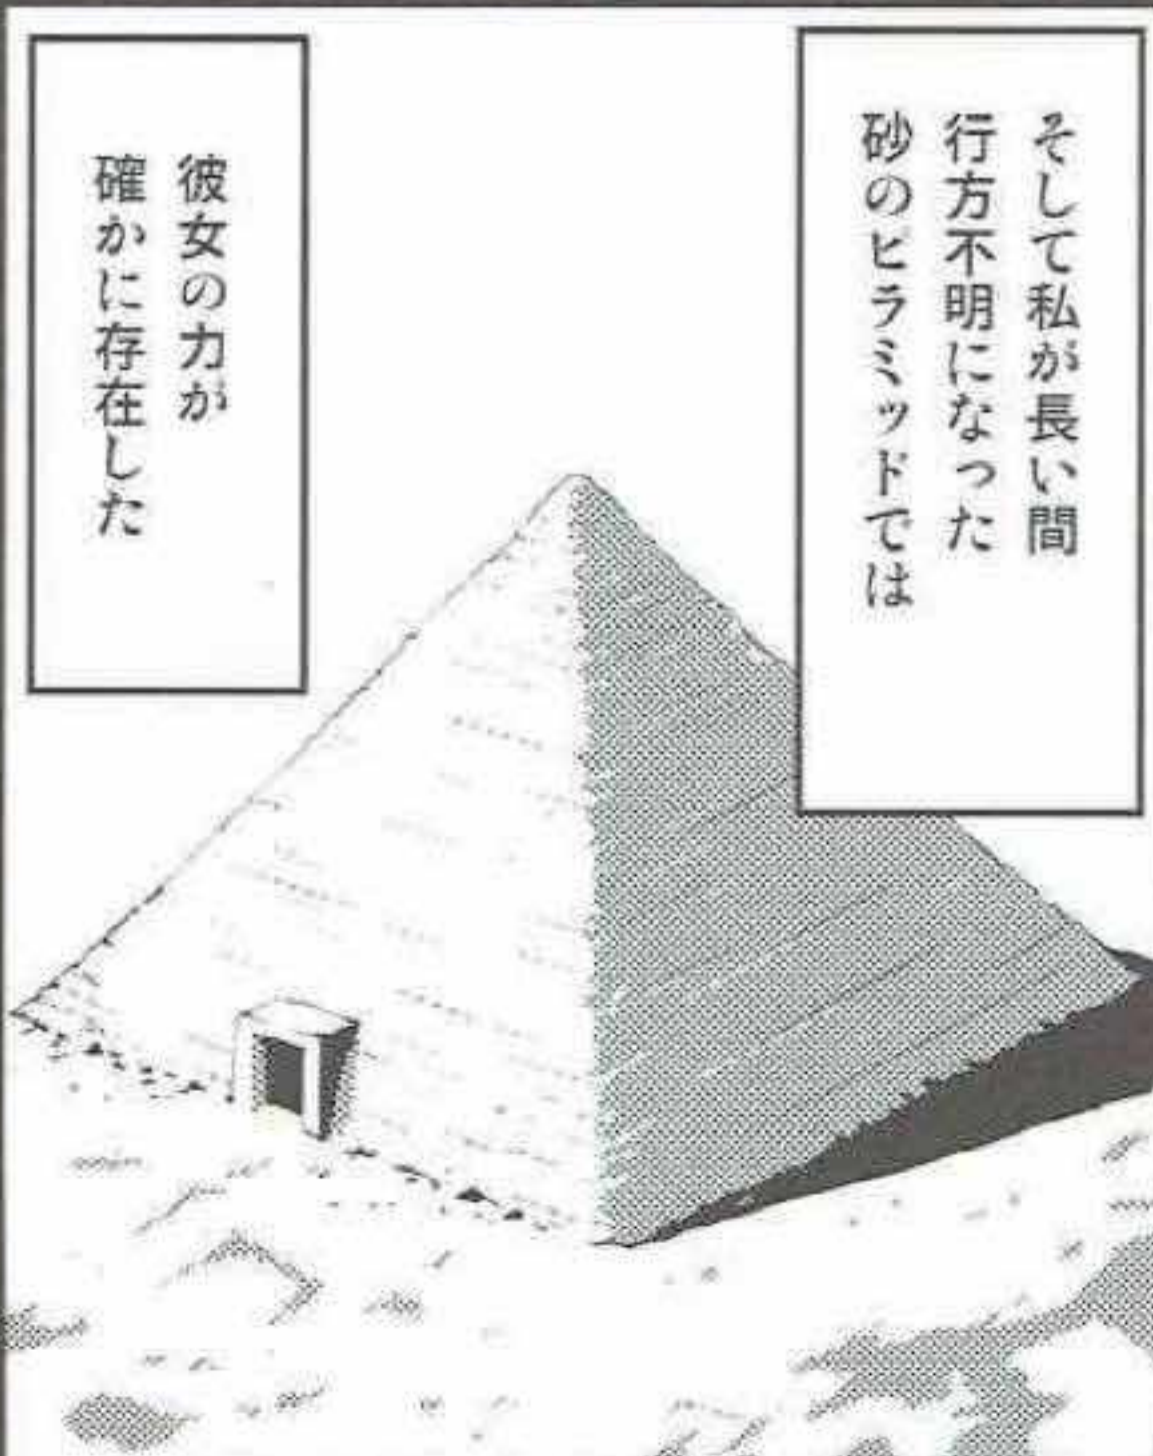 そして私が長い間
行方不明になった
砂のピラミッドでは
彼女の力が
確かに存在した